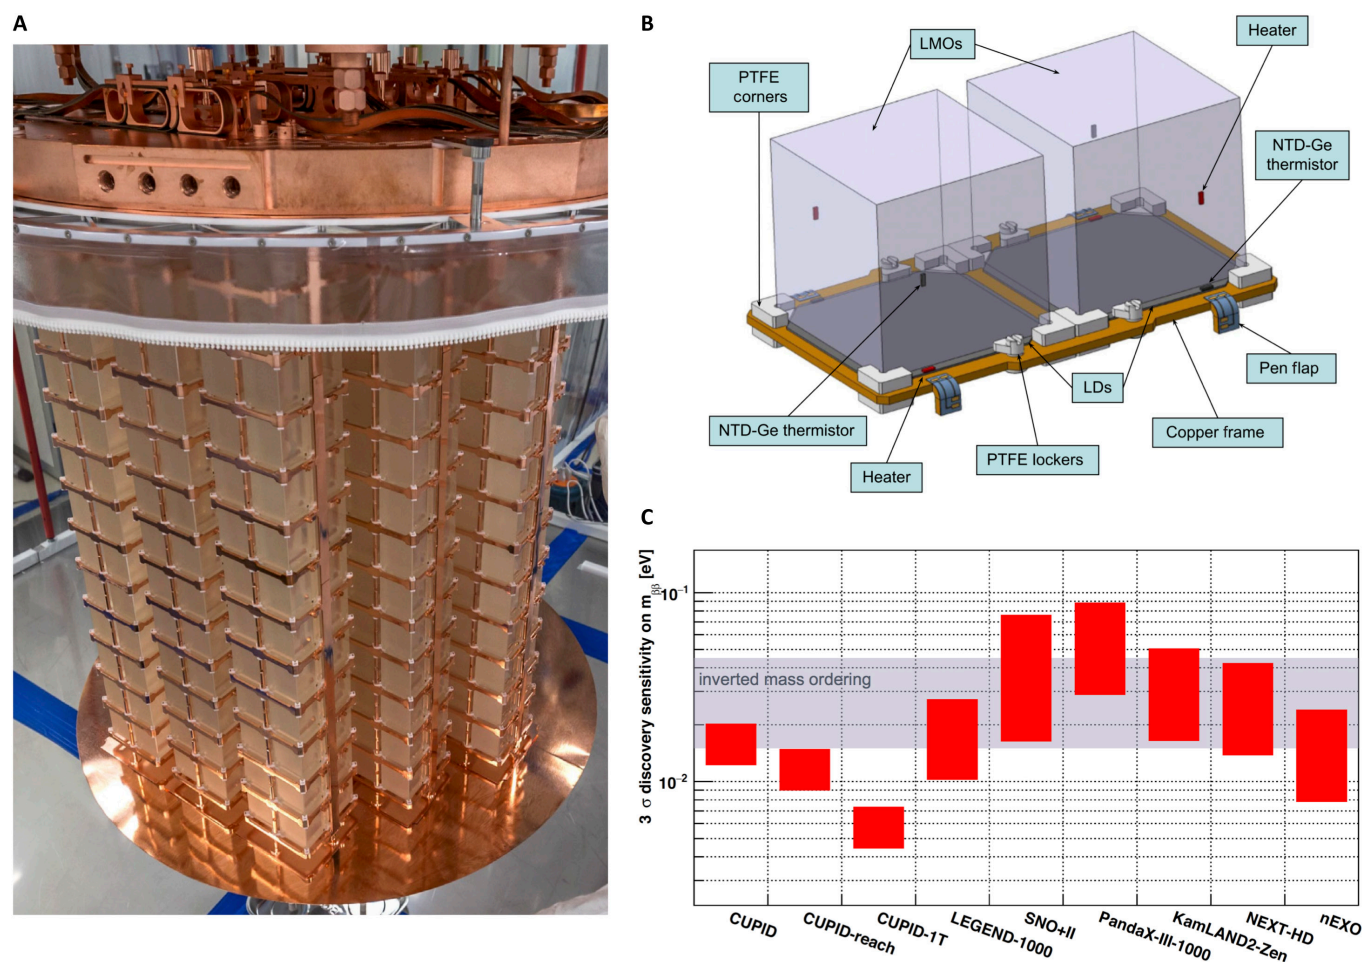 A
B
LMOs
Heater
PTFE
corners
NTD-Ge
thermistor
NTD-Ge thermistor
Heater
PTFE lockers
LDs
Copper frame
Pen flap
C
3 σ discovery sensitivity on mββ [eV]
10⁻¹
10⁻²
inverted mass ordering
CUPID
CUPID-reach
CUPID-1T
LEGEND-1000
SNO+II
PandaX-III-1000
KamLAND2-Zen
NEXT-HD
nEXO